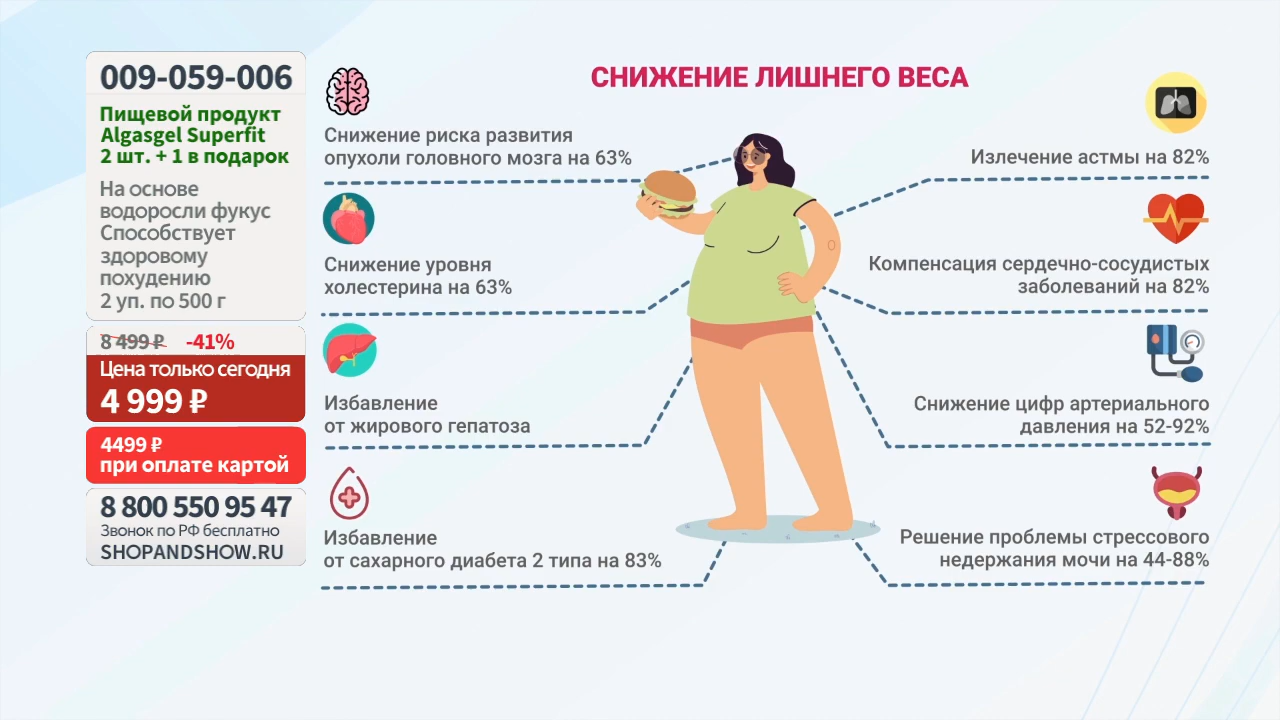 009-059-006
Пищевой продукт
Algasgel Superfit
2 шт. + 1 в подарок
На основе
водоросли фукус
Способствует
здоровому
похудению
2 уп. по 500 г
8 499 ₽ -41%
Цена только сегодня
4 999 ₽
4499 ₽
при оплате картой
8 800 550 95 47
Звонок по РФ бесплатно
SHOPANDSHOW.RU
СНИЖЕНИЕ ЛИШНЕГО ВЕСА
Снижение риска развития
опухоли головного мозга на 63%
Снижение уровня
холестерина на 63%
Избавление
от жирового гепатоза
Избавление
от сахарного диабета 2 типа на 83%
Излечение астмы на 82%
Компенсация сердечно-сосудистых
заболеваний на 82%
Снижение цифр артериального
давления на 52-92%
Решение проблемы стрессового
недержания мочи на 44-88%